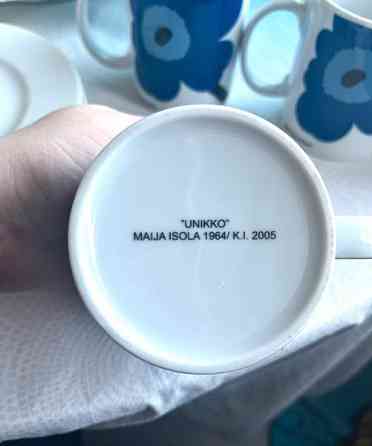 "UNIKKO"
MAIJA ISOLA 1964/ K.I. 2005